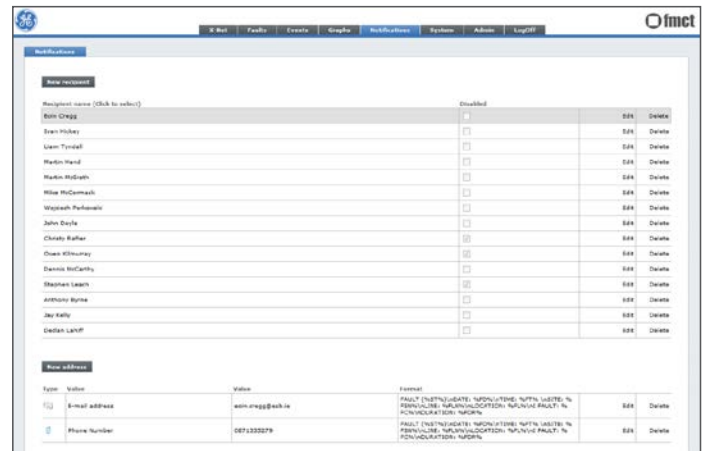 fmct
X-Net Faults Events Graphs Notifications System Admin LogOff
Notifications
New recipient
Recipient name (Click to select) Disabled
Eoin Cregg Edit Delete
Sven Hickey Edit Delete
Liam Tyndall Edit Delete
Martin Hand Edit Delete
Martin McGrath Edit Delete
Mike McCormack Edit Delete
Wojciech Edit Delete
John Doyle Edit Delete
Christy Rafter Edit Delete
Owen Kilmurray Edit Delete
Dennis McCarthy Edit Delete
Stephen Leach Edit Delete
Anthony Byrne Edit Delete
Jay Kelly Edit Delete
Declan Lahiff Edit Delete
New address
Type Value Value Format
E-mail address eoin.cregg@esb.ie Edit Delete
Phone Number 0871335279 Edit Delete